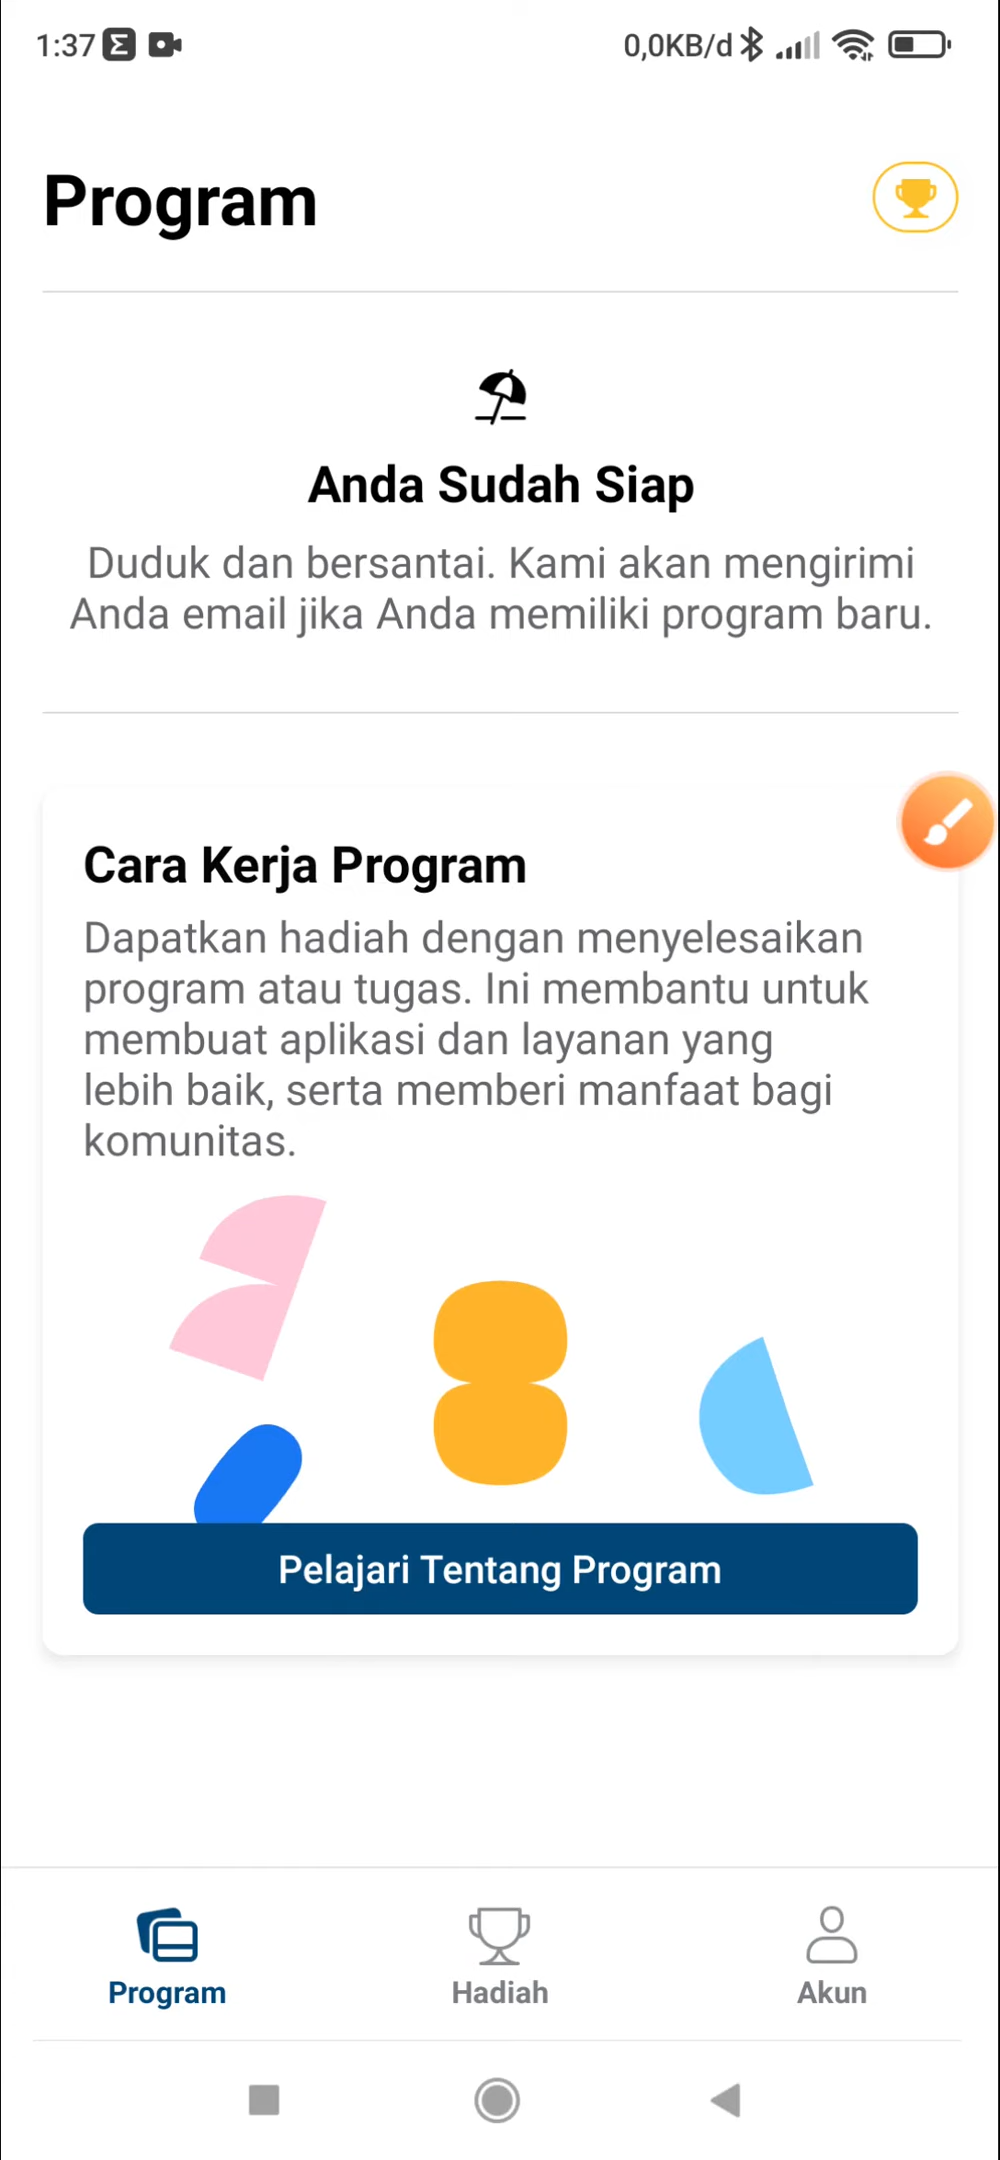 1:37
0,0KB/d
Program
Anda Sudah Siap
Duduk dan bersantai. Kami akan mengirimi
Anda email jika Anda memiliki program baru.
Cara Kerja Program
Dapatkan hadiah dengan menyelesaikan
program atau tugas. Ini membantu untuk
membuat aplikasi dan layanan yang
lebih baik, serta memberi manfaat bagi
komunitas.
Pelajari Tentang Program
Program
Hadiah
Akun